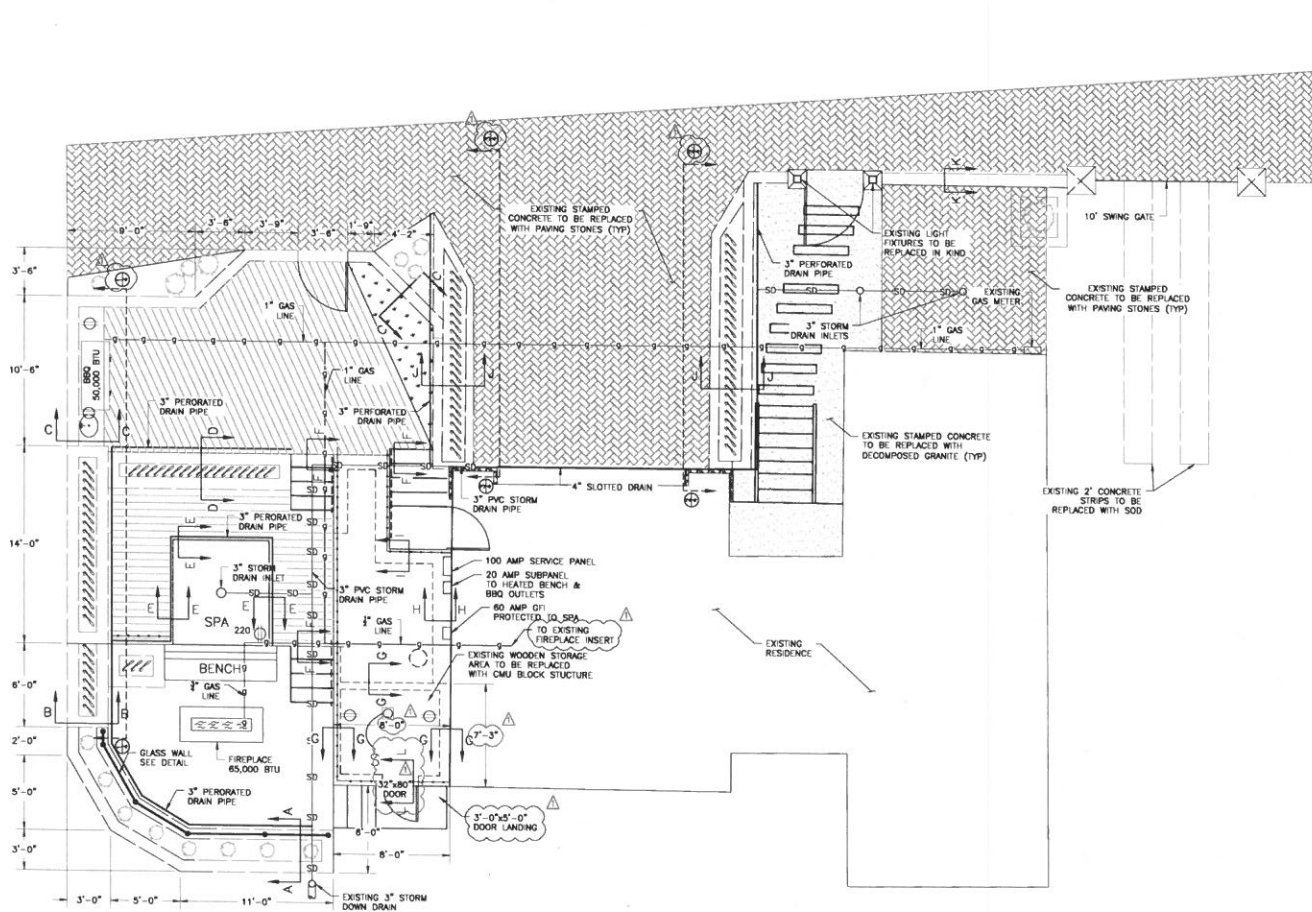 10' SWING GATE
EXISTING STAMPED
CONCRETE TO BE REPLACED
WITH PAVING STONES (TYP)
EXISTING LIGHT
FIXTURES TO BE
REPLACED IN KIND
3" PERFORATED
DRAIN PIPE
SD
SD
SD
SD
EXISTING
GAS METER
EXISTING STAMPED
CONCRETE TO BE REPLACED
WITH PAVING STONES (TYP)
3" STORM
DRAIN INLETS
1" GAS
LINE
K
K
9'-0"
3'-6"
3'-9"
3'-6"
1'-9"
4'-2"
3'-6"
10'-6"
14'-0"
6'-0"
2'-0"
5'-0"
3'-0"
1" GAS
LINE
1" GAS
LINE
BBQ
50,000 BTU
3" PERORATED
DRAIN PIPE
3" PERFORATED
DRAIN PIPE
C
C
C
C
D
D
J
J
J
J
F
F
EXISTING STAMPED CONCRETE
TO BE REPLACED WITH
DECOMPOSED GRANITE (TYP)
EXISTING 2' CONCRETE
STRIPS TO BE
REPLACED WITH SOD
4" SLOTTED DRAIN
3" PVC STORM
DRAIN PIPE
3" PERORATED
DRAIN PIPE
3" STORM
DRAIN INLET
SD
SD
E
E
E
E
E
E
SPA
220
BENCH
3" PVC STORM
DRAIN PIPE
100 AMP SERVICE PANEL
20 AMP SUBPANEL
TO HEATED BENCH &
BBQ OUTLETS
60 AMP GFI
PROTECTED TO SPA
TO EXISTING
FIREPLACE INSERT
H
H
I
I
EXISTING WOODEN STORAGE
AREA TO BE REPLACED
WITH CMU BLOCK STUCTURE
EXISTING
RESIDENCE
GAS
LINE
GAS
LINE
B
B
G
G
G
G
G
G
8'-0"
7'-3"
GLASS WALL
SEE DETAIL
FIREPLACE
65,000 BTU
3" PERORATED
DRAIN PIPE
32"x80"
DOOR
L
L
3'-0"x5'-0"
DOOR LANDING
6'-0"
8'-0"
A
A
SD
SD
3'-0"
5'-0"
11'-0"
EXISTING 3" STORM
DOWN DRAIN